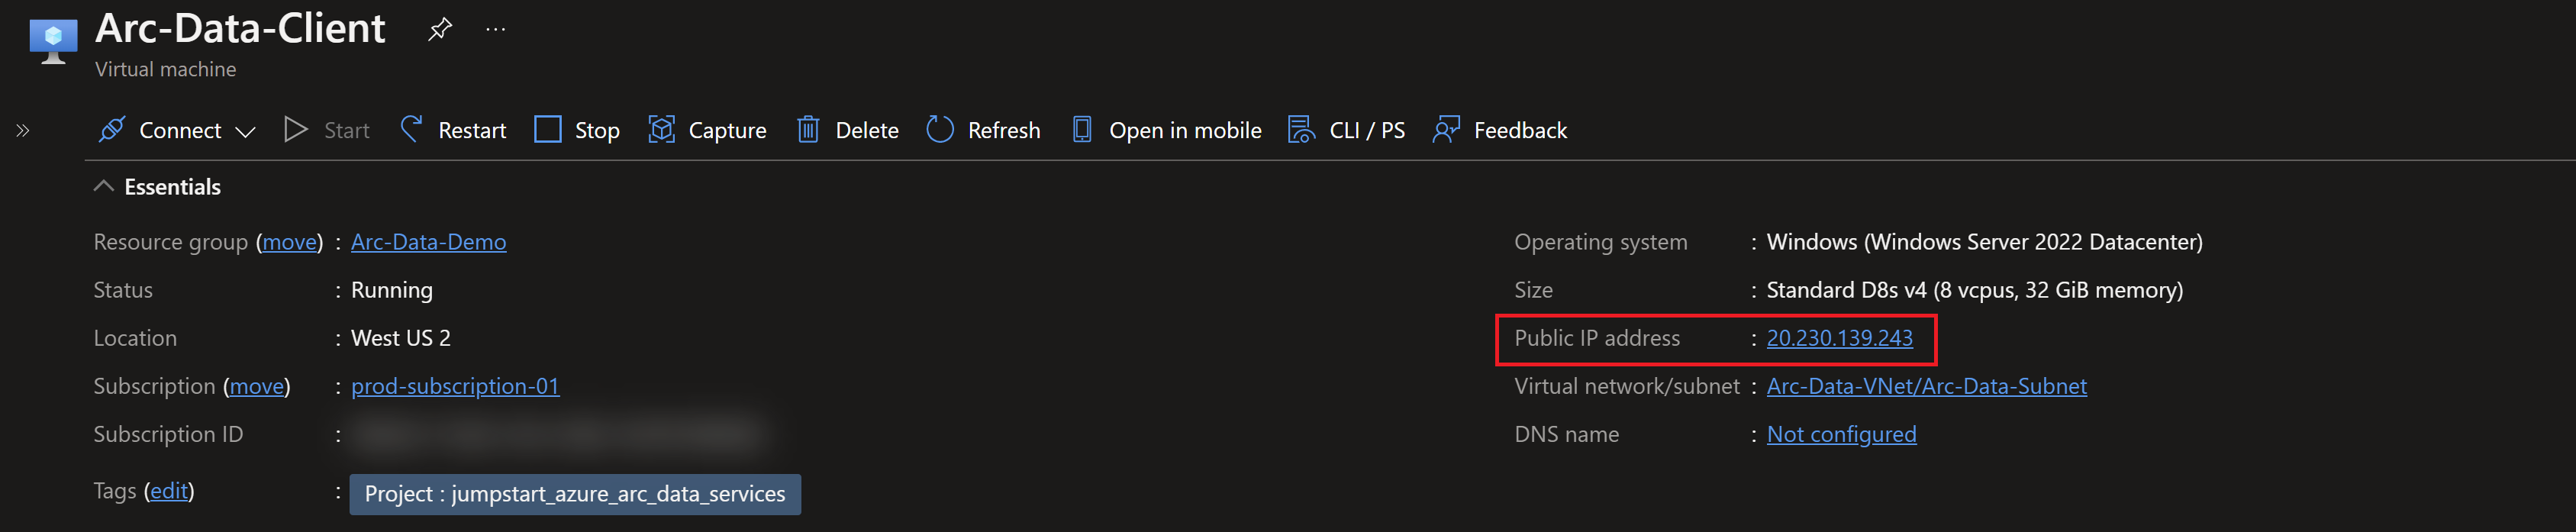 Arc-Data-Client
Virtual machine
Connect Start Restart Stop Capture Delete Refresh Open in mobile CLI / PS Feedback
Essentials
Resource group (move) : Arc-Data-Demo
Status : Running
Location : West US 2
Subscription (move) : prod-subscription-01
Subscription ID :
Tags (edit) : Project : jumpstart_azure_arc_data_services
Operating system : Windows (Windows Server 2022 Datacenter)
Size : Standard D8s v4 (8 vcpus, 32 GiB memory)
Public IP address : 20.230.139.243
Virtual network/subnet : Arc-Data-VNet/Arc-Data-Subnet
DNS name : Not configured